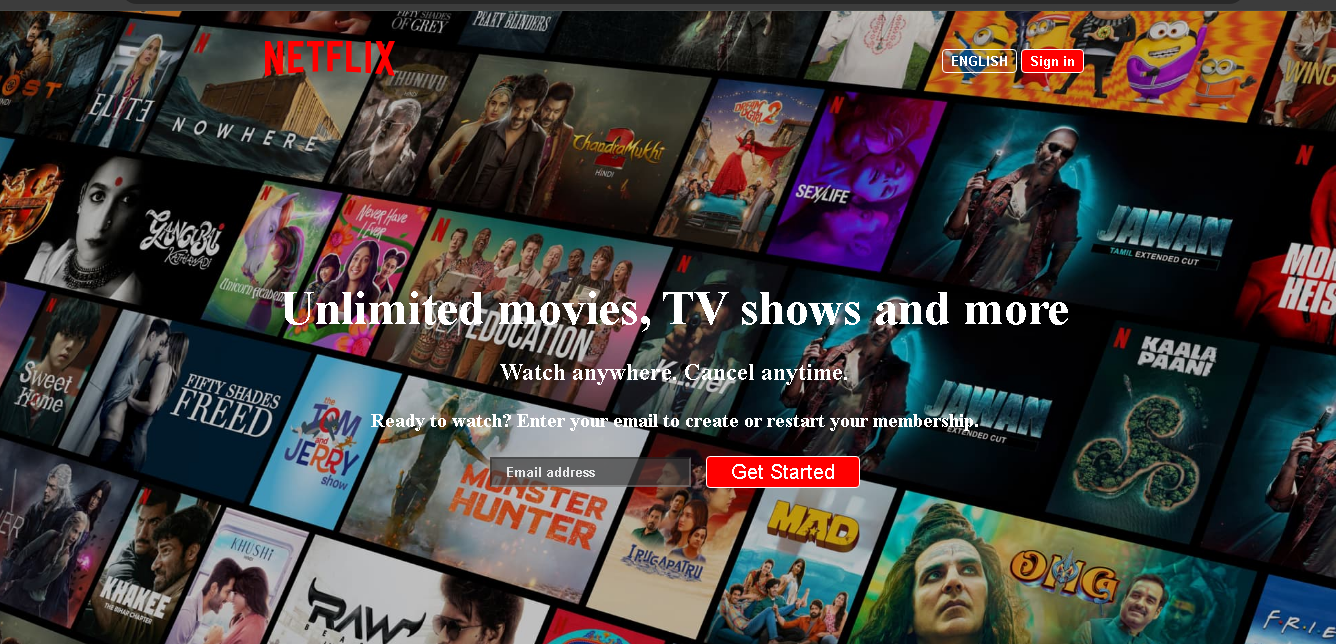 FIFTY SHADES
OF GREY
PEAKY BLINDERS
NETFLIX
ENGLISH
Sign in
ELITE
NOWHERE
THUNIVU
CHANDRAMUKHI
2
HINDI
DREAM
GIRL 2
SEX/LIFE
JAWAN
TAMIL EXTENDED CUT
GANGUBAI
KATHIAWADI
Unicorn Academy
Never Have
I Ever
Unlimited movies, TV shows and more
EDUCATION
KAALA
PAANI
Sweet
Home
FIFTY SHADES
FREED
Watch anywhere. Cancel anytime.
JAWAN
EXTENDED CUT
the
TOM
and
JERRY
show
Ready to watch? Enter your email to create or restart your membership.
Email address
Get Started
MONSTER
HUNTER
IRUGAPATRU
MAD
OMG
KHUSHI
KHAKEE
THE BIHAR CHAPTER
RAW